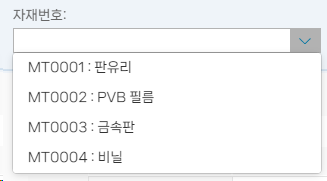 자재번호:
MT0001 : 판유리
MT0002 : PVB 필름
MT0003 : 금속판
MT0004 : 비닐